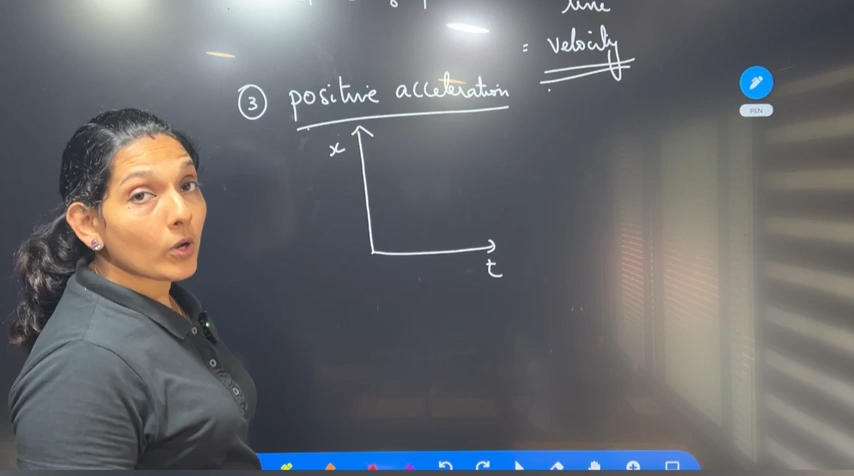 line
= velocity
③ positive acceleration
x
t
PEN